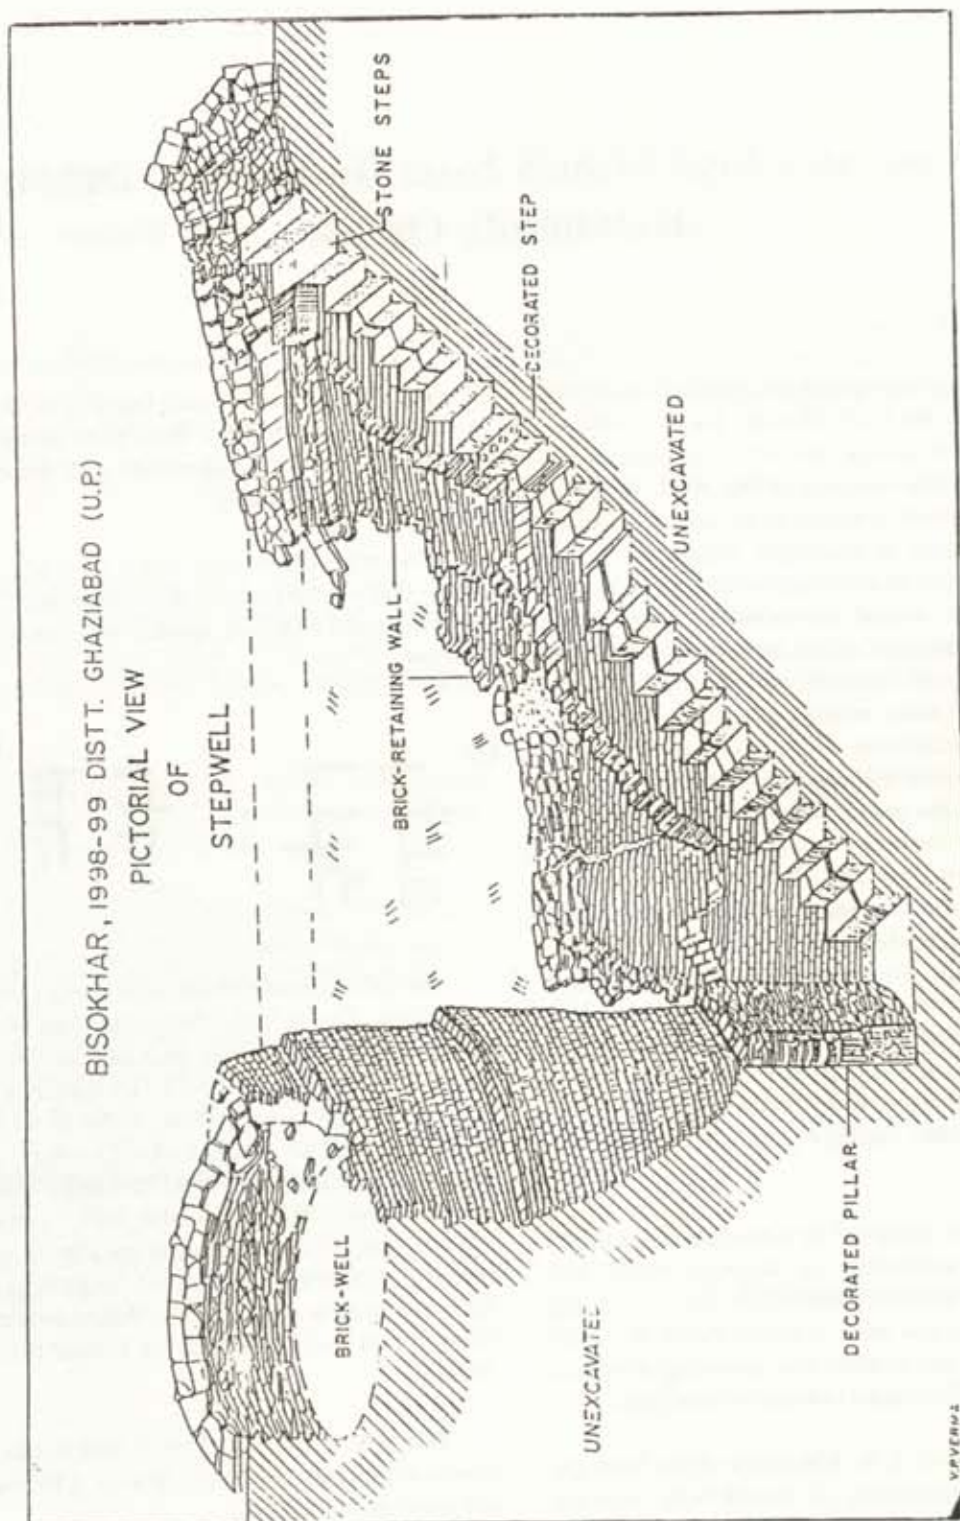 BISOKHAR, 1998-99 DISTT. GHAZIABAD (U.P.)
PICTORIAL VIEW
OF
STEPWELL
STONE STEPS
DECORATED STEP
BRICK-RETAINING WALL
UNEXCAVATED
BRICK-WELL
UNEXCAVATED
DECORATED PILLAR
V.P.VERMA